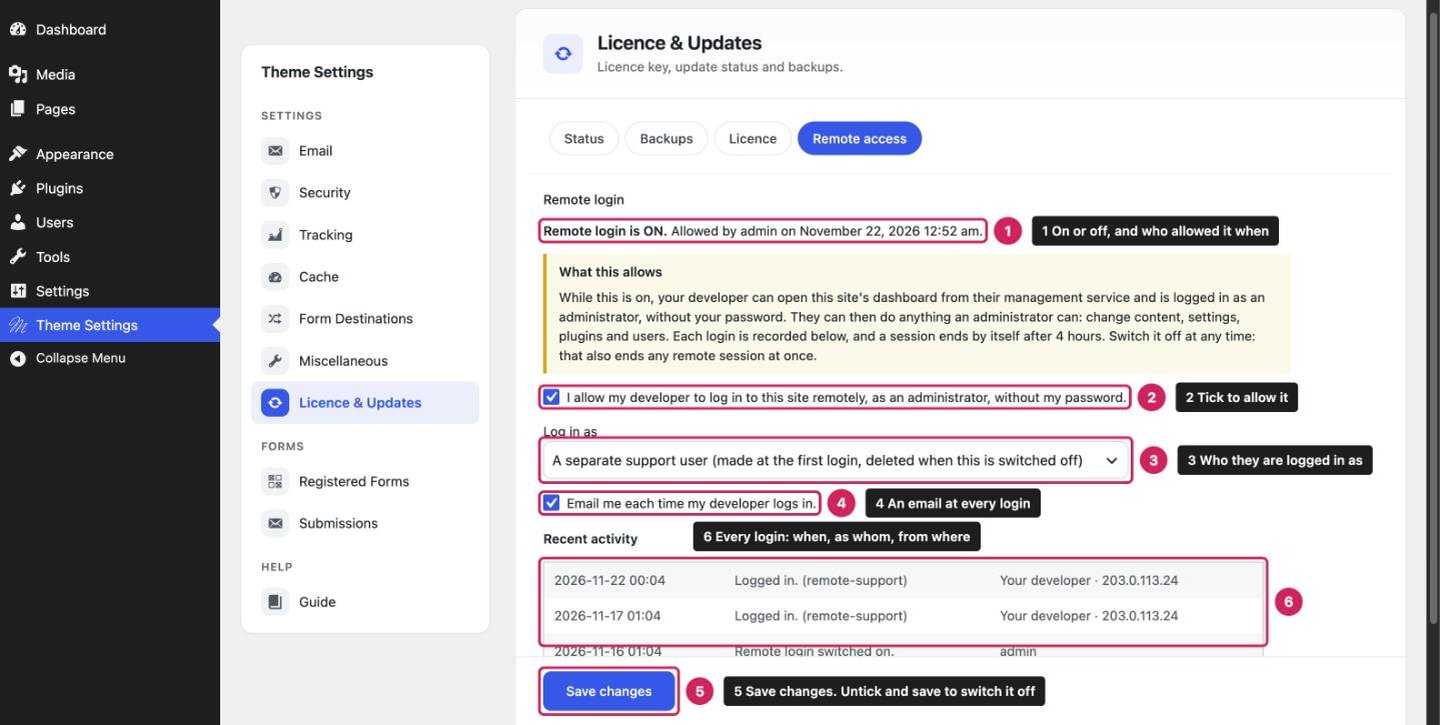 Dashboard
Media
Pages
Appearance
Plugins
Users
Tools
Settings
Theme Settings
Collapse Menu
Theme Settings
SETTINGS
Email
Security
Tracking
Cache
Form Destinations
Miscellaneous
Licence & Updates
FORMS
Registered Forms
Submissions
HELP
Guide
Licence & Updates
Licence key, update status and backups.
Status Backups Licence Remote access
Remote login
Remote login is ON. Allowed by admin on November 22, 2026 12:52 am. 1 1 On or off, and who allowed it when
What this allows
While this is on, your developer can open this site's dashboard from their management service and is logged in as an
administrator, without your password. They can then do anything an administrator can: change content, settings,
plugins and users. Each login is recorded below, and a session ends by itself after 4 hours. Switch it off at any time:
that also ends any remote session at once.
I allow my developer to log in to this site remotely, as an administrator, without my password. 2 2 Tick to allow it
Log in as
A separate support user (made at the first login, deleted when this is switched off) 3 3 Who they are logged in as
Email me each time my developer logs in. 4 4 An email at every login
Recent activity 6 Every login: when, as whom, from where
2026-11-22 00:04 Logged in. (remote-support) Your developer · 203.0.113.24
6
2026-11-17 01:04 Logged in. (remote-support) Your developer · 203.0.113.24
2026-11-16 01:04 Remote login switched on. admin
Save changes 5 5 Save changes. Untick and save to switch it off